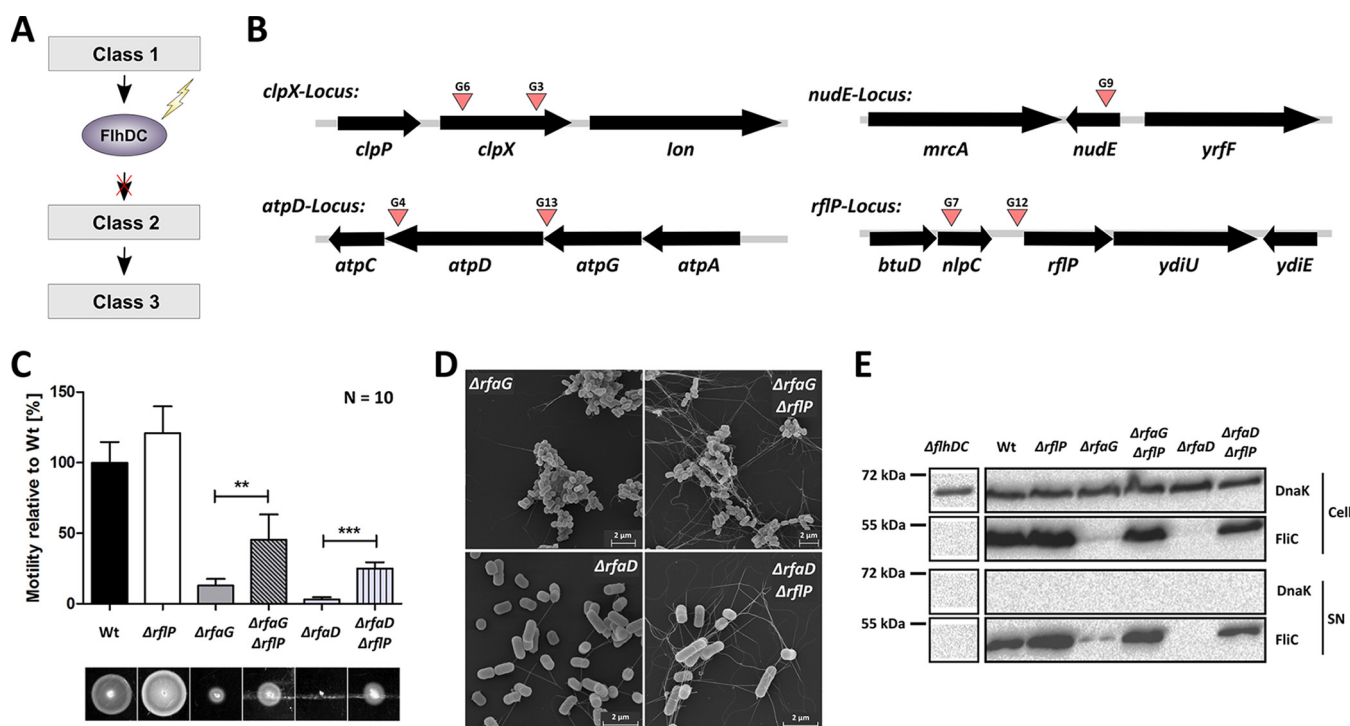 A
Class 1
FlhDC
Class 2
Class 3
B
clpX-Locus:
G6
G3
clpP
clpX
lon
nudE-Locus:
G9
mrcA
nudE
yrfF
atpD-Locus:
G4
G13
atpC
atpD
atpG
atpA
rflP-Locus:
G7
G12
btuD
nlpC
rflP
ydiU
ydiE
C
Motility relative to Wt [%]
150
100
50
0
N = 10
**
***
Wt
ΔrflP
ΔrfaG
ΔrfaG
ΔrflP
ΔrfaD
ΔrfaD
ΔrflP
D
ΔrfaG
2 µm
ΔrfaG
ΔrflP
2 µm
ΔrfaD
2 µm
ΔrfaD
ΔrflP
2 µm
E
ΔflhDC
Wt
ΔrflP
ΔrfaG
ΔrfaG
ΔrflP
ΔrfaD
ΔrfaD
ΔrflP
72 kDa
DnaK
55 kDa
FliC
Cell
72 kDa
DnaK
55 kDa
FliC
SN